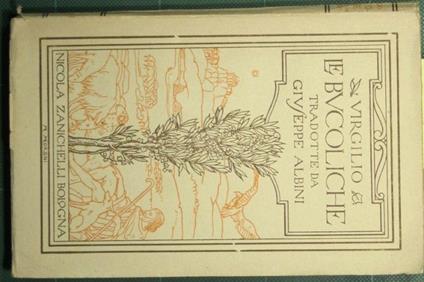 VIRGILIO
LE BVCOLICHE
TRADOTTE DA
GIVSEPPE ALBINI
NICOLA ZANICHELLI BOLOGNA